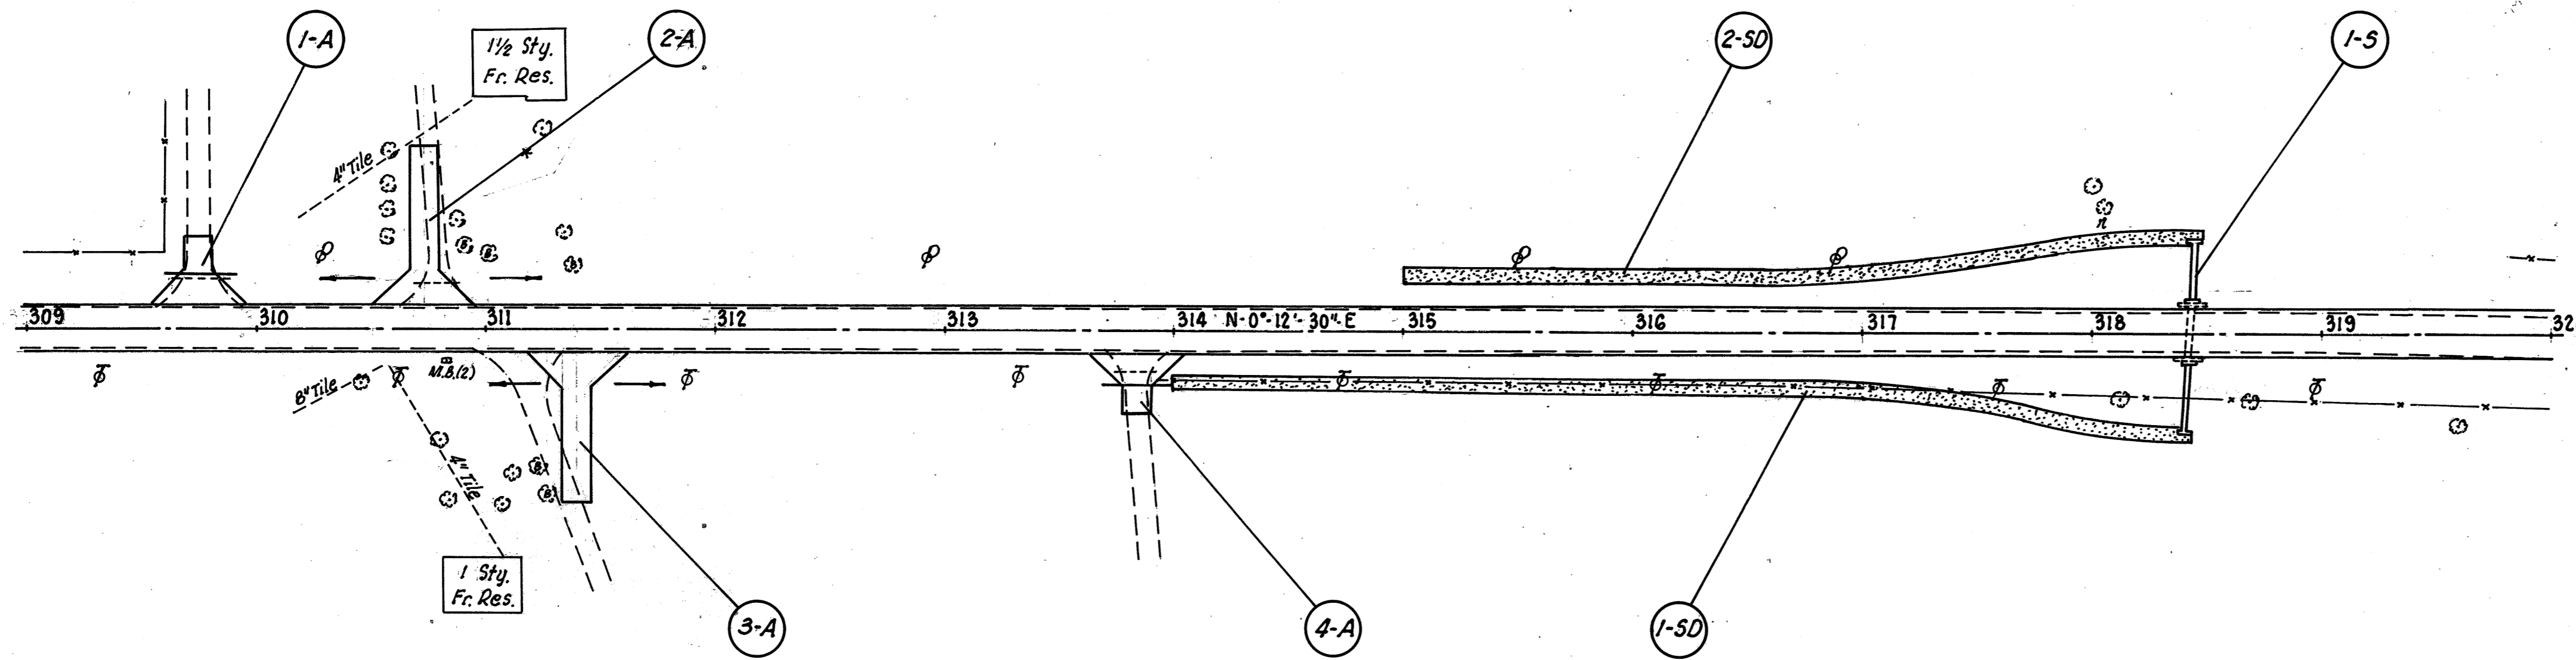 1-A
1½ Sty.
Fr. Res.
2-A
2-SD
1-S
4" Tile
B
B
B
309 310 311 312 313 314 N-0°-12'-30"-E 315 316 317 318 319 32
M.B.(2)
8" Tile
4" Tile
B
B
1 Sty.
Fr. Res.
3-A
4-A
1-SD